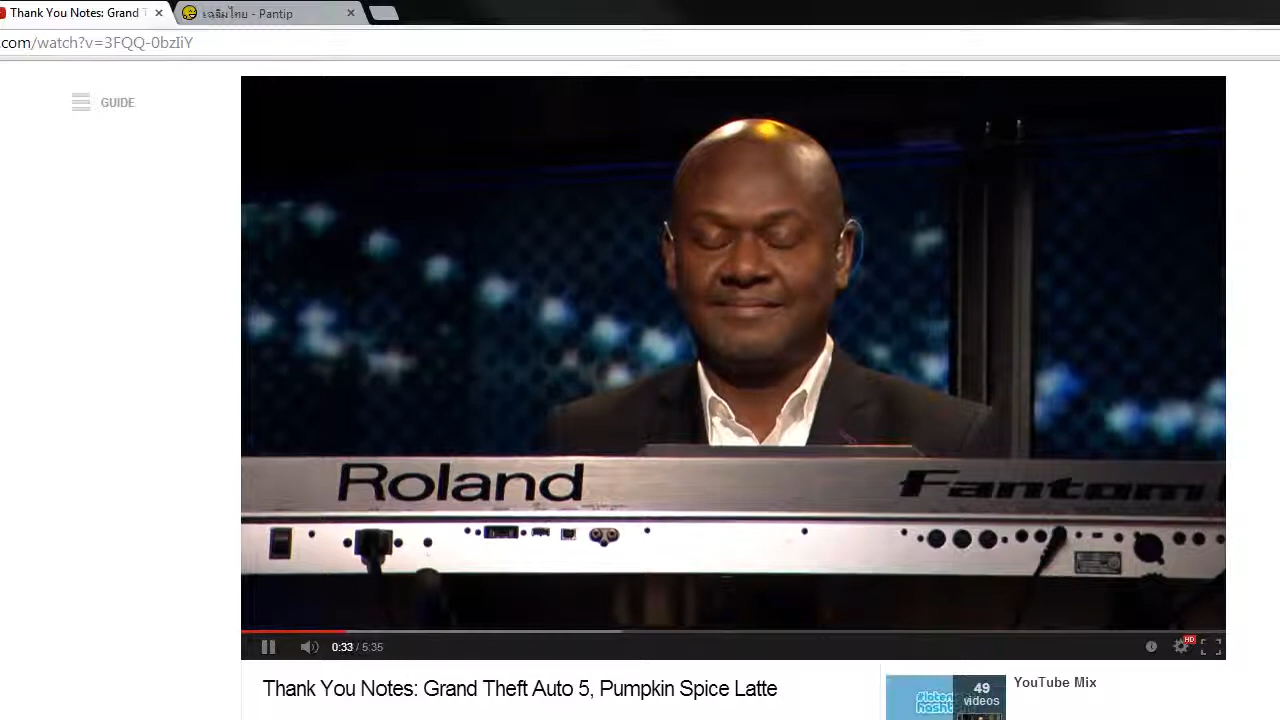 Thank You Notes: Grand T
เฉลิมไทย - Pantip
.com/watch?v=3FQQ-0bzIiY
GUIDE
Roland
Fantom
0:33 / 5:35
HD
Thank You Notes: Grand Theft Auto 5, Pumpkin Spice Latte
49
videos
YouTube Mix